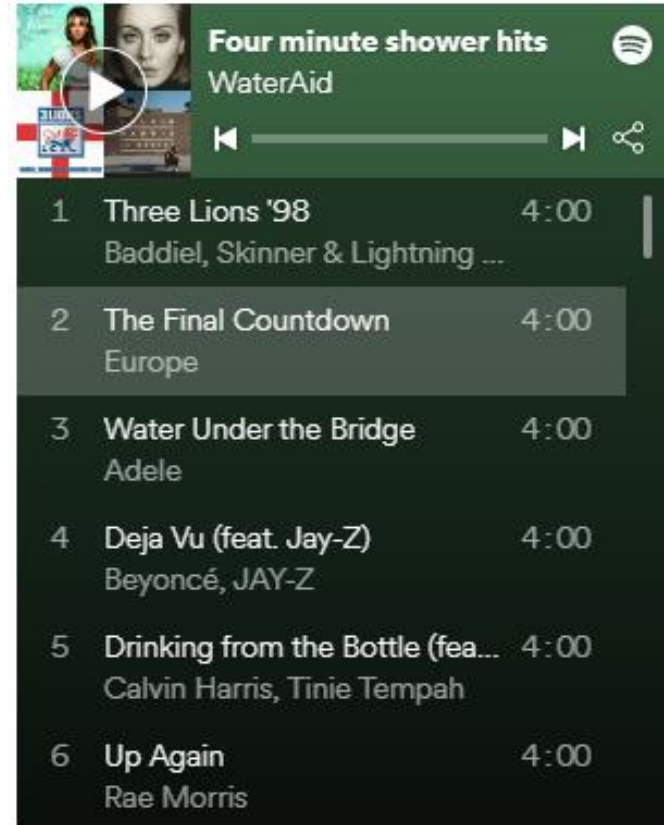 Four minute shower hits
WaterAid
1 Three Lions '98 4:00
Baddiel, Skinner & Lightning ...
2 The Final Countdown 4:00
Europe
3 Water Under the Bridge 4:00
Adele
4 Deja Vu (feat. Jay-Z) 4:00
Beyoncé, JAY-Z
5 Drinking from the Bottle (fea... 4:00
Calvin Harris, Tinie Tempah
6 Up Again 4:00
Rae Morris